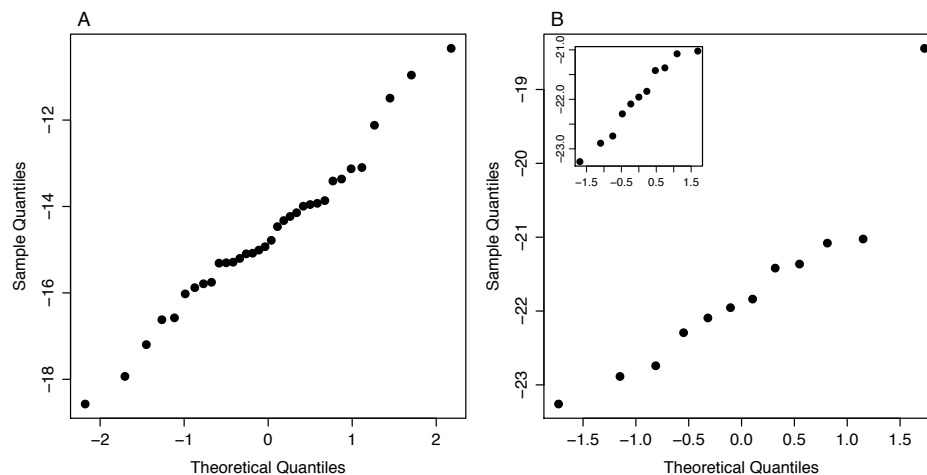 A
Sample Quantiles
−12
−14
−16
−18
−2 −1 0 1 2
Theoretical Quantiles
B
Sample Quantiles
−19
−20
−21
−22
−23
−1.5 −1.0 −0.5 0.0 0.5 1.0 1.5
Theoretical Quantiles
−21.0
−22.0
−23.0
−1.5 −0.5 0.5 1.5